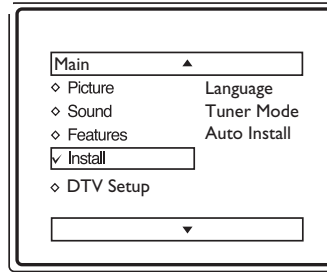 Main
Picture Language
Sound Tuner Mode
Features Auto Install
Install
DTV Setup